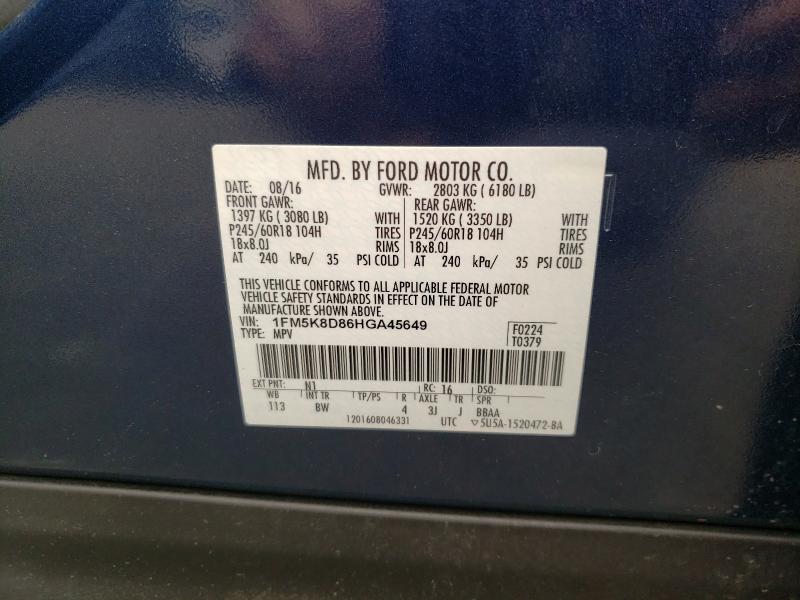 MFD. BY FORD MOTOR CO.
DATE: 08/16 GVWR: 2803 KG ( 6180 LB)
FRONT GAWR: REAR GAWR:
1397 KG ( 3080 LB) WITH 1520 KG ( 3350 LB) WITH
P245/60R18 104H TIRES P245/60R18 104H TIRES
18x8.0J RIMS 18x8.0J RIMS
AT 240 kPa/ 35 PSI COLD AT 240 kPa/ 35 PSI COLD
THIS VEHICLE CONFORMS TO ALL APPLICABLE FEDERAL MOTOR
VEHICLE SAFETY STANDARDS IN EFFECT ON THE DATE OF
MANUFACTURE SHOWN ABOVE.
VIN: 1FM5K8D86HGA45649 F0224
TYPE: MPV T0379
EXT PNT: N1 RC: 16 DSO:
WB INT TR TP/PS R AXLE TR SPR
113 BW 4 3J J BBAA
1201608046331 UTC ▽5U5A-1520472-BA